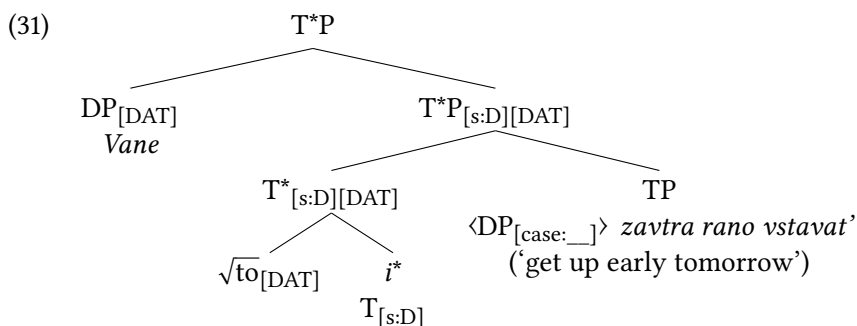 (31) T*P
DP[DAT] T*P[s:D][DAT]
Vane
T*[s:D][DAT] TP
√to[DAT] i* ⟨DP[case:__]⟩ zavtra rano vstavat’
T[s:D] (‘get up early tomorrow’)